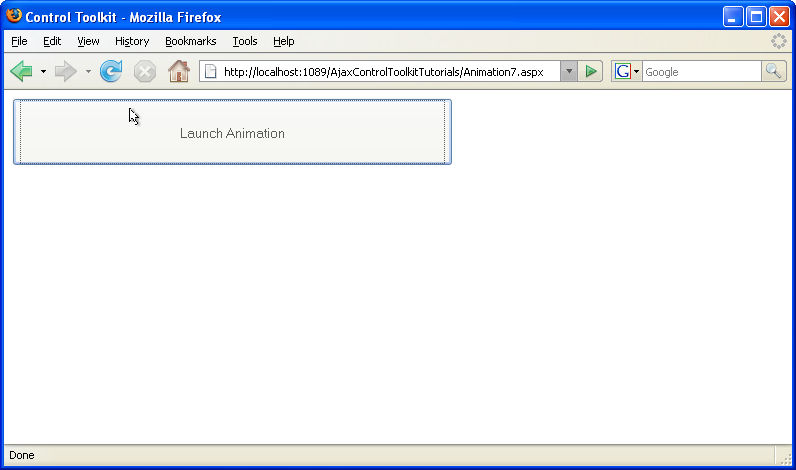 Control Toolkit - Mozilla Firefox
File Edit View History Bookmarks Tools Help
http://localhost:1089/AjaxControlToolkitTutorials/Animation7.aspx G Google
Launch Animation
Done